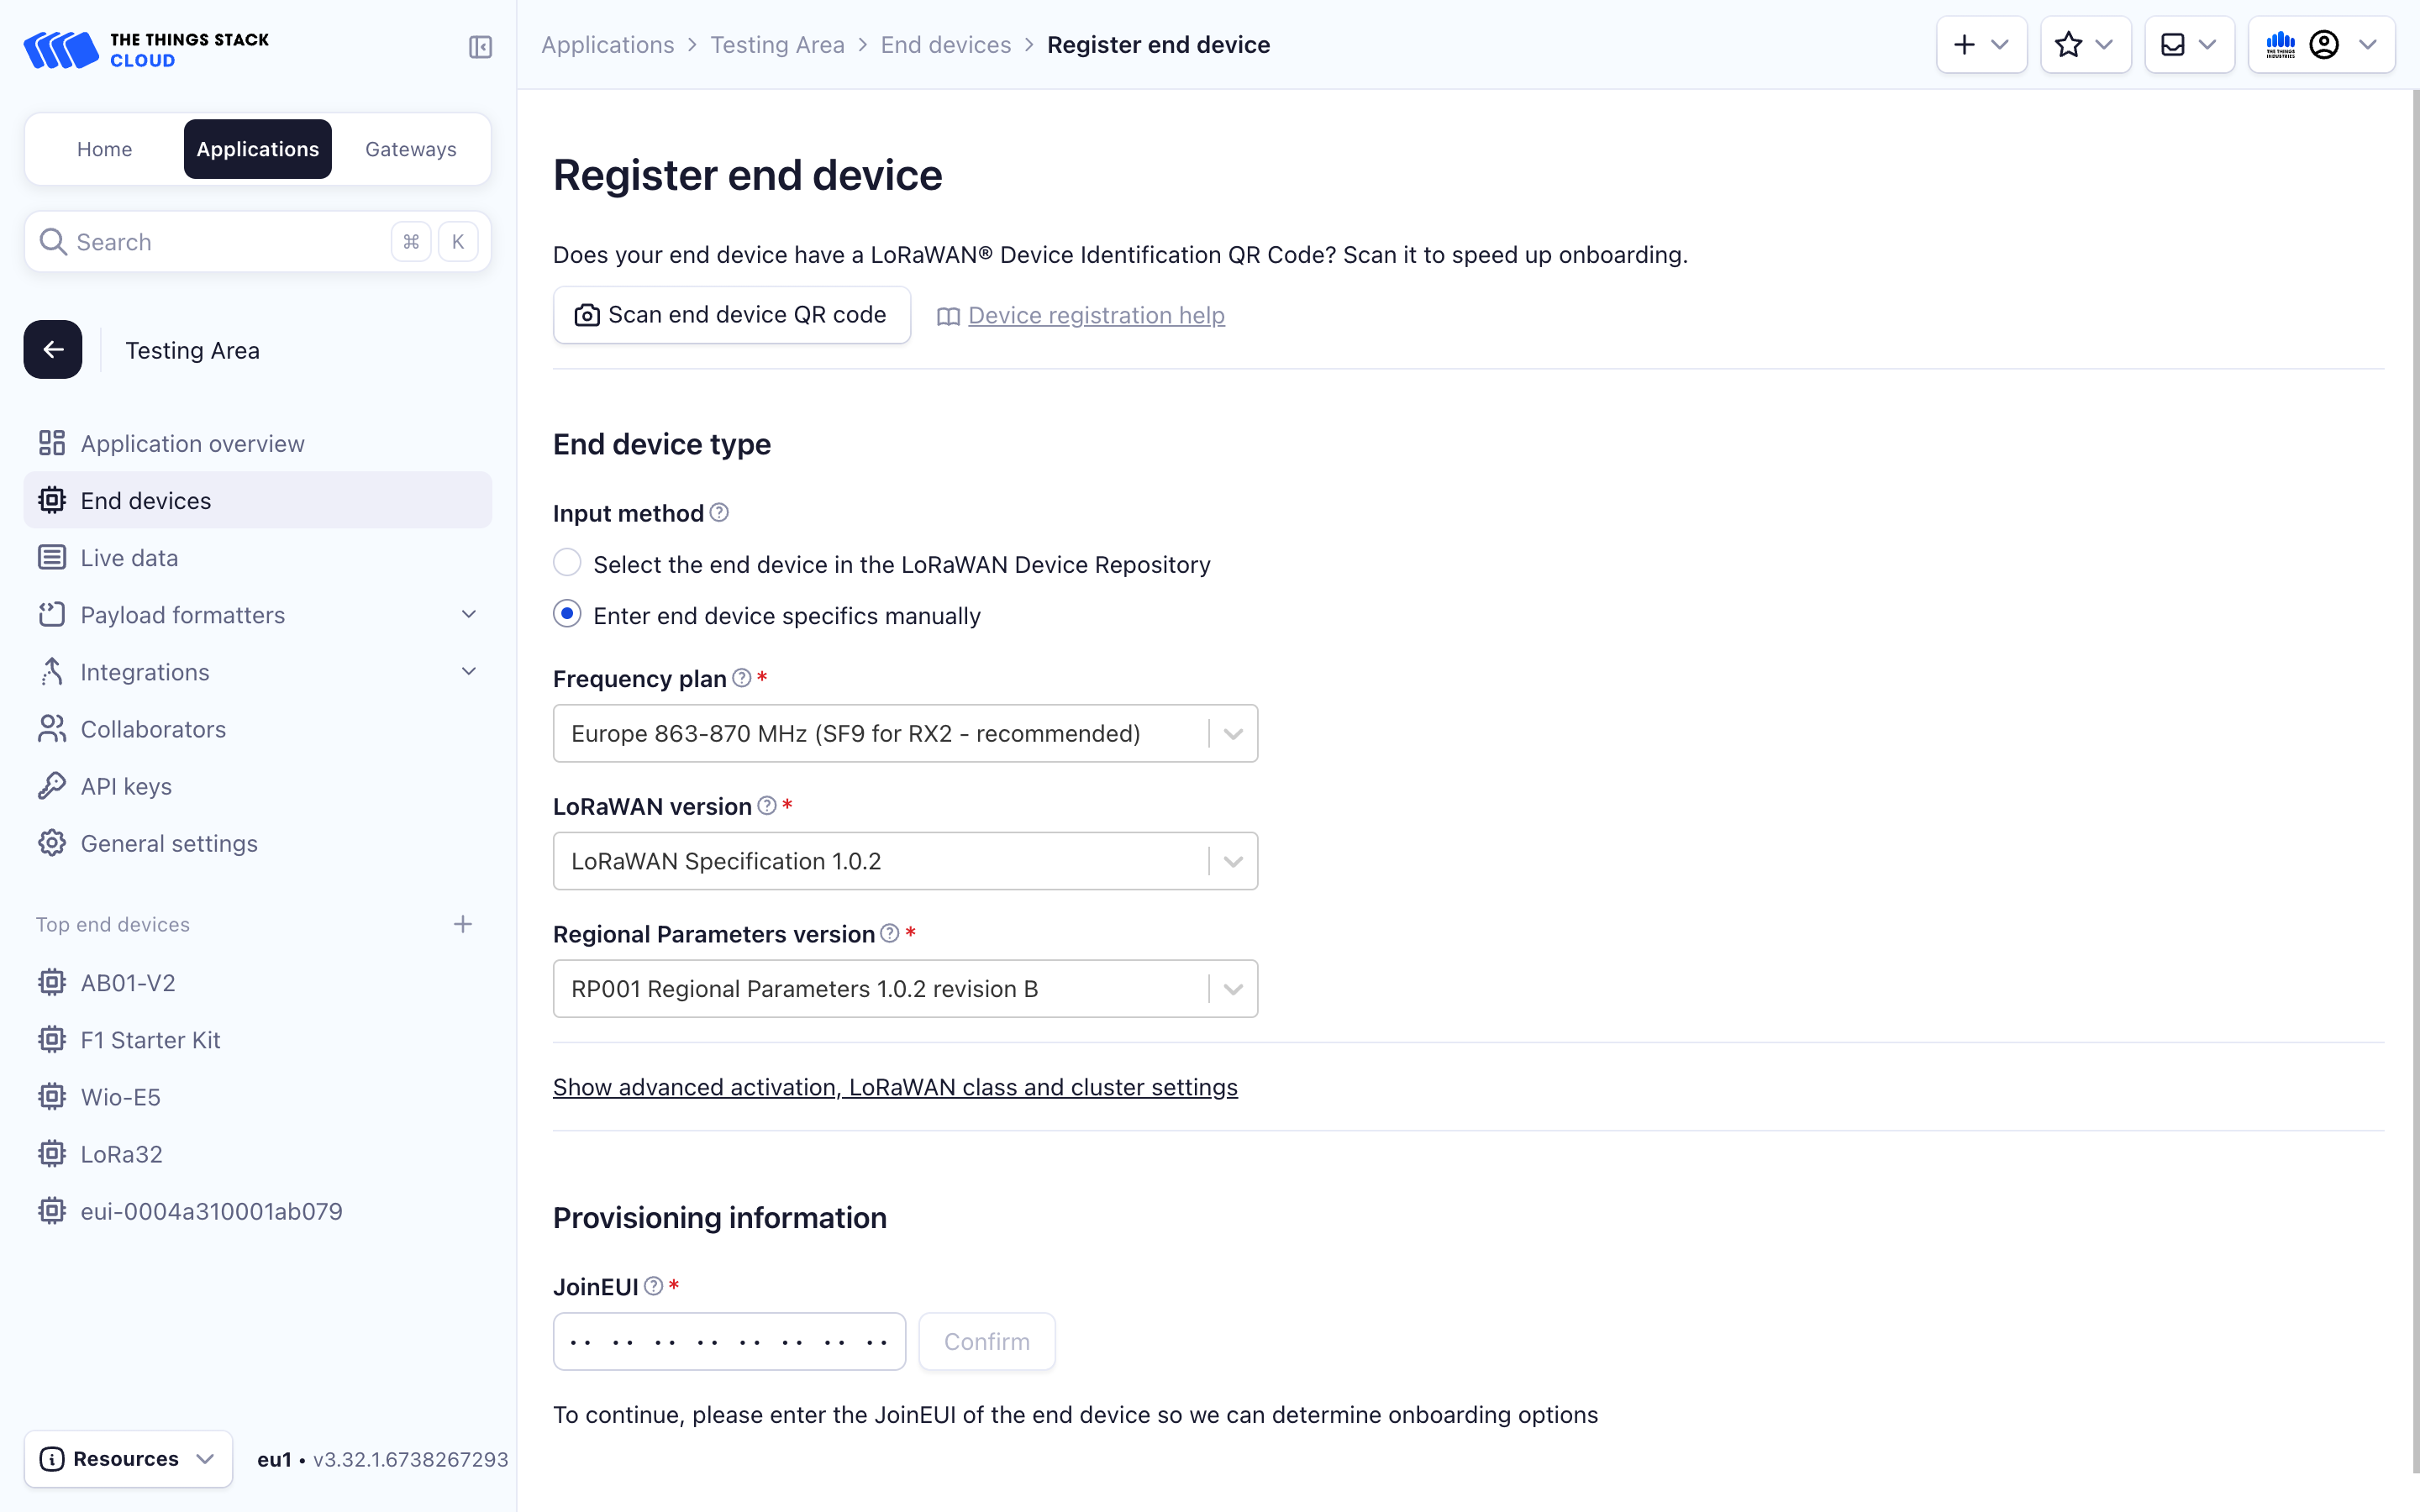 THE THINGS STACK
CLOUD
Home
Applications
Gateways
Search
⌘
K
Testing Area
Application overview
End devices
Live data
Payload formatters
Integrations
Collaborators
API keys
General settings
Top end devices
AB01-V2
F1 Starter Kit
Wio-E5
LoRa32
eui-0004a310001ab079
Resources
eu1 • v3.32.1.6738267293
Applications > Testing Area > End devices > Register end device
THE THINGS
INDUSTRIES
Register end device
Does your end device have a LoRaWAN® Device Identification QR Code? Scan it to speed up onboarding.
Scan end device QR code
Device registration help
End device type
Input method
Select the end device in the LoRaWAN Device Repository
Enter end device specifics manually
Frequency plan *
Europe 863-870 MHz (SF9 for RX2 - recommended)
LoRaWAN version *
LoRaWAN Specification 1.0.2
Regional Parameters version *
RP001 Regional Parameters 1.0.2 revision B
Show advanced activation, LoRaWAN class and cluster settings
Provisioning information
JoinEUI *
·· ·· ·· ·· ·· ·· ·· ··
Confirm
To continue, please enter the JoinEUI of the end device so we can determine onboarding options